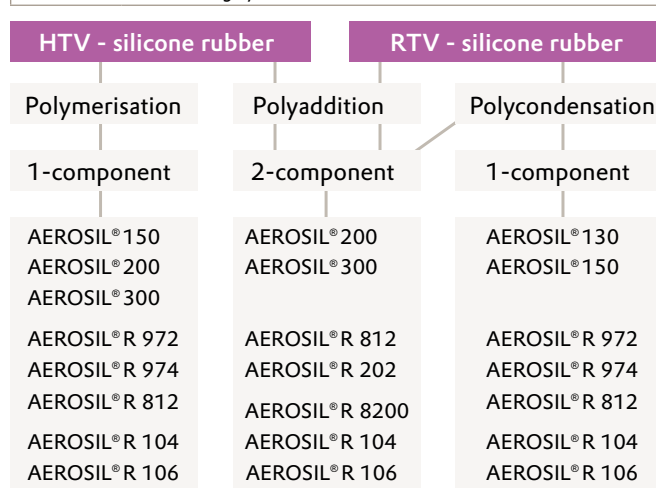 HTV - silicone rubber
RTV - silicone rubber
Polymerisation
Polyaddition
Polycondensation
1-component
2-component
1-component
AEROSIL® 150
AEROSIL® 200
AEROSIL® 300
AEROSIL® R 972
AEROSIL® R 974
AEROSIL® R 812
AEROSIL® R 104
AEROSIL® R 106
AEROSIL® 200
AEROSIL® 300
AEROSIL® R 812
AEROSIL® R 202
AEROSIL® R 8200
AEROSIL® R 104
AEROSIL® R 106
AEROSIL® 130
AEROSIL® 150
AEROSIL® R 972
AEROSIL® R 974
AEROSIL® R 812
AEROSIL® R 104
AEROSIL® R 106